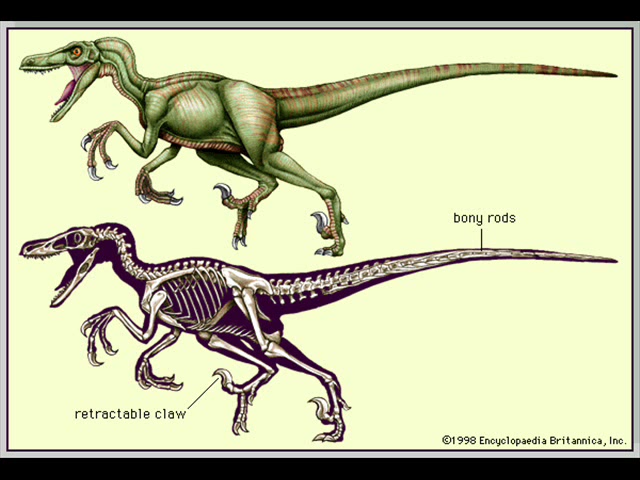 bony rods
retractable claw
©1998 Encyclopaedia Britannica, Inc.